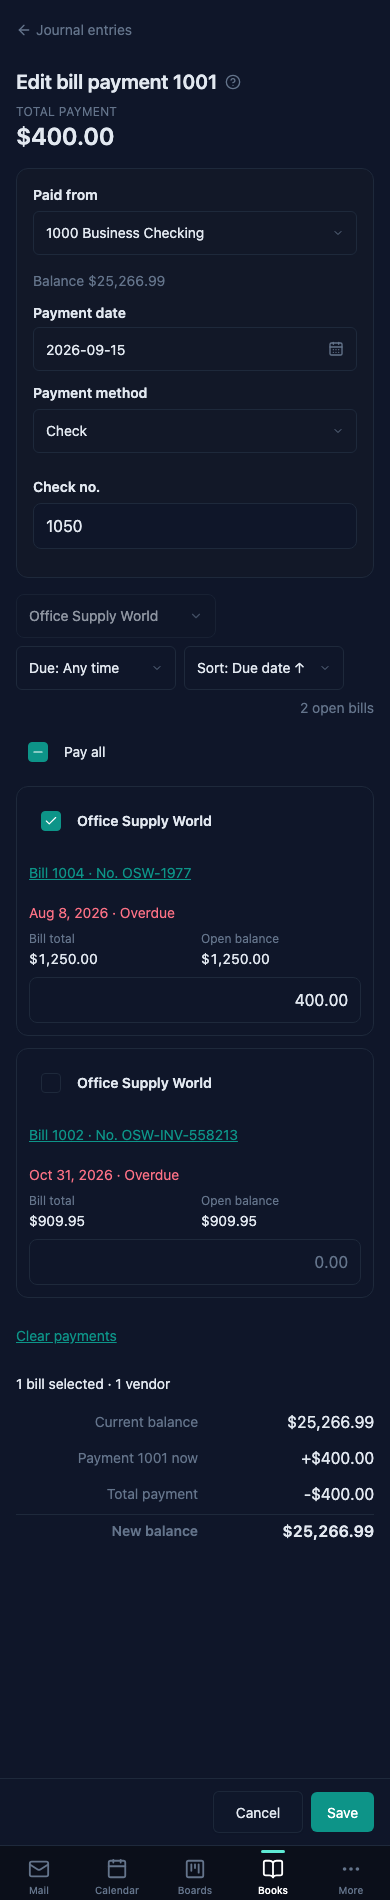 Journal entries
Edit bill payment 1001
TOTAL PAYMENT
$400.00
Paid from
1000 Business Checking
Balance $25,266.99
Payment date
2026-09-15
Payment method
Check
Check no.
1050
Office Supply World
Due: Any time
Sort: Due date ↑
2 open bills
Pay all
Office Supply World
Bill 1004 · No. OSW-1977
Aug 8, 2026 · Overdue
Bill total Open balance
$1,250.00 $1,250.00
400.00
Office Supply World
Bill 1002 · No. OSW-INV-558213
Oct 31, 2026 · Overdue
Bill total Open balance
$909.95 $909.95
0.00
Clear payments
1 bill selected · 1 vendor
Current balance $25,266.99
Payment 1001 now +$400.00
Total payment -$400.00
New balance $25,266.99
Cancel Save
Mail Calendar Boards Books More